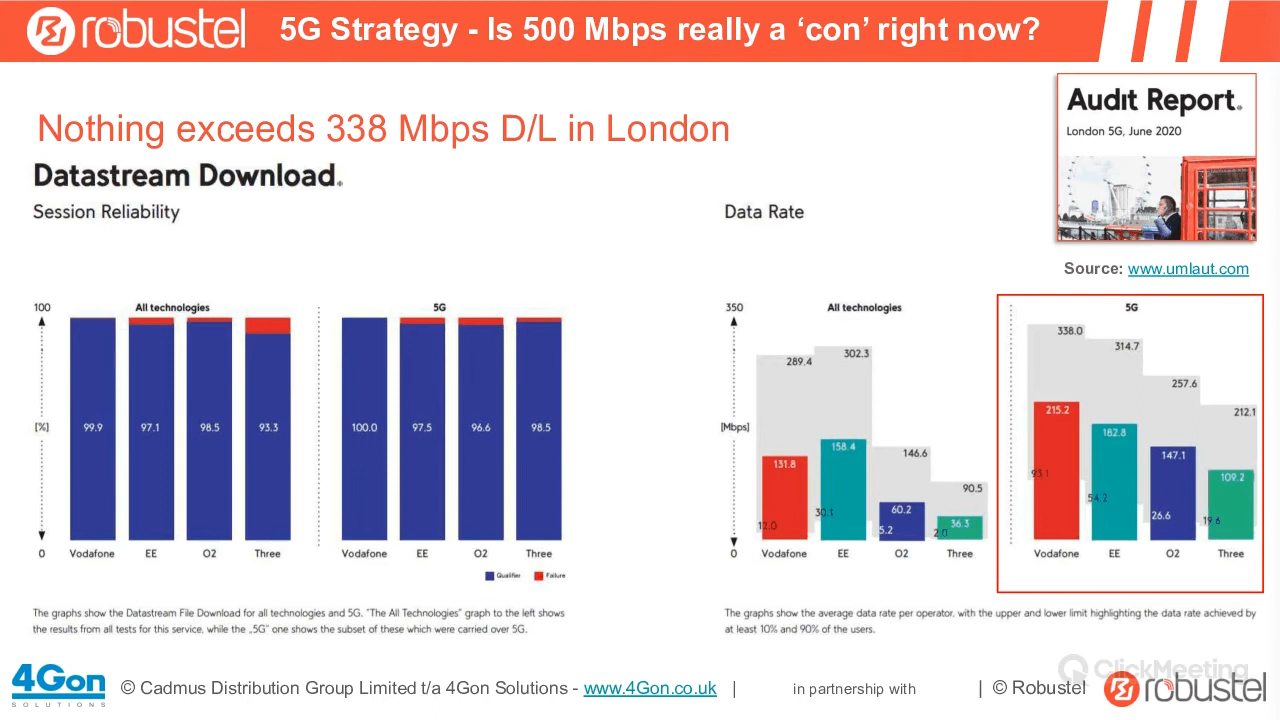 robustel
5G Strategy - Is 500 Mbps really a ‘con’ right now?
Nothing exceeds 338 Mbps D/L in London
Audit Report.
London 5G, June 2020
Source: www.umlaut.com
Datastream Download.
Session Reliability
100
All technologies
5G
[%]
99.9 97.1 98.5 93.3 100.0 97.5 96.6 98.5
0
Vodafone EE O2 Three Vodafone EE O2 Three
Qualifier Failure
The graphs show the Datastream File Download for all technologies and 5G. "The All Technologies" graph to the left shows
the results from all tests for this service, while the „5G" one shows the subset of these which were carried over 5G.
Data Rate
350
All technologies
5G
289.4 302.3 146.6 90.5 338.0 314.7 257.6 212.1
[Mbps]
131.8 158.4 60.2 36.3 215.2 182.8 147.1 109.2
12.0 30.1 5.2 2.0 93.1 54.2 26.6 19.6
0
Vodafone EE O2 Three Vodafone EE O2 Three
The graphs show the average data rate per operator, with the upper and lower limit highlighting the data rate achieved by
at least 10% and 90% of the users.
ClickMeeting
4Gon
SOLUTIONS
© Cadmus Distribution Group Limited t/a 4Gon Solutions - www.4Gon.co.uk | in partnership with | © Robustel
robustel